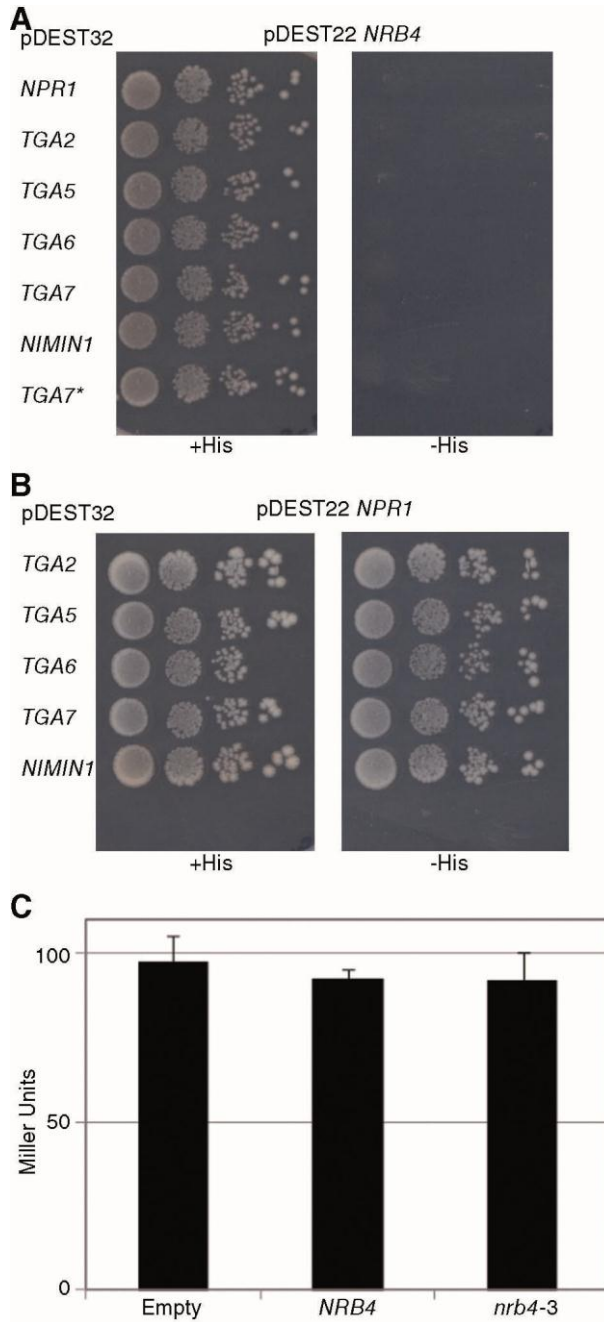 A
pDEST32 pDEST22 NRB4
NPR1
TGA2
TGA5
TGA6
TGA7
NIMIN1
TGA7*
+His -His
B
pDEST32 pDEST22 NPR1
TGA2
TGA5
TGA6
TGA7
NIMIN1
+His -His
C
100
50
0
Miller Units
Empty NRB4 nrb4-3